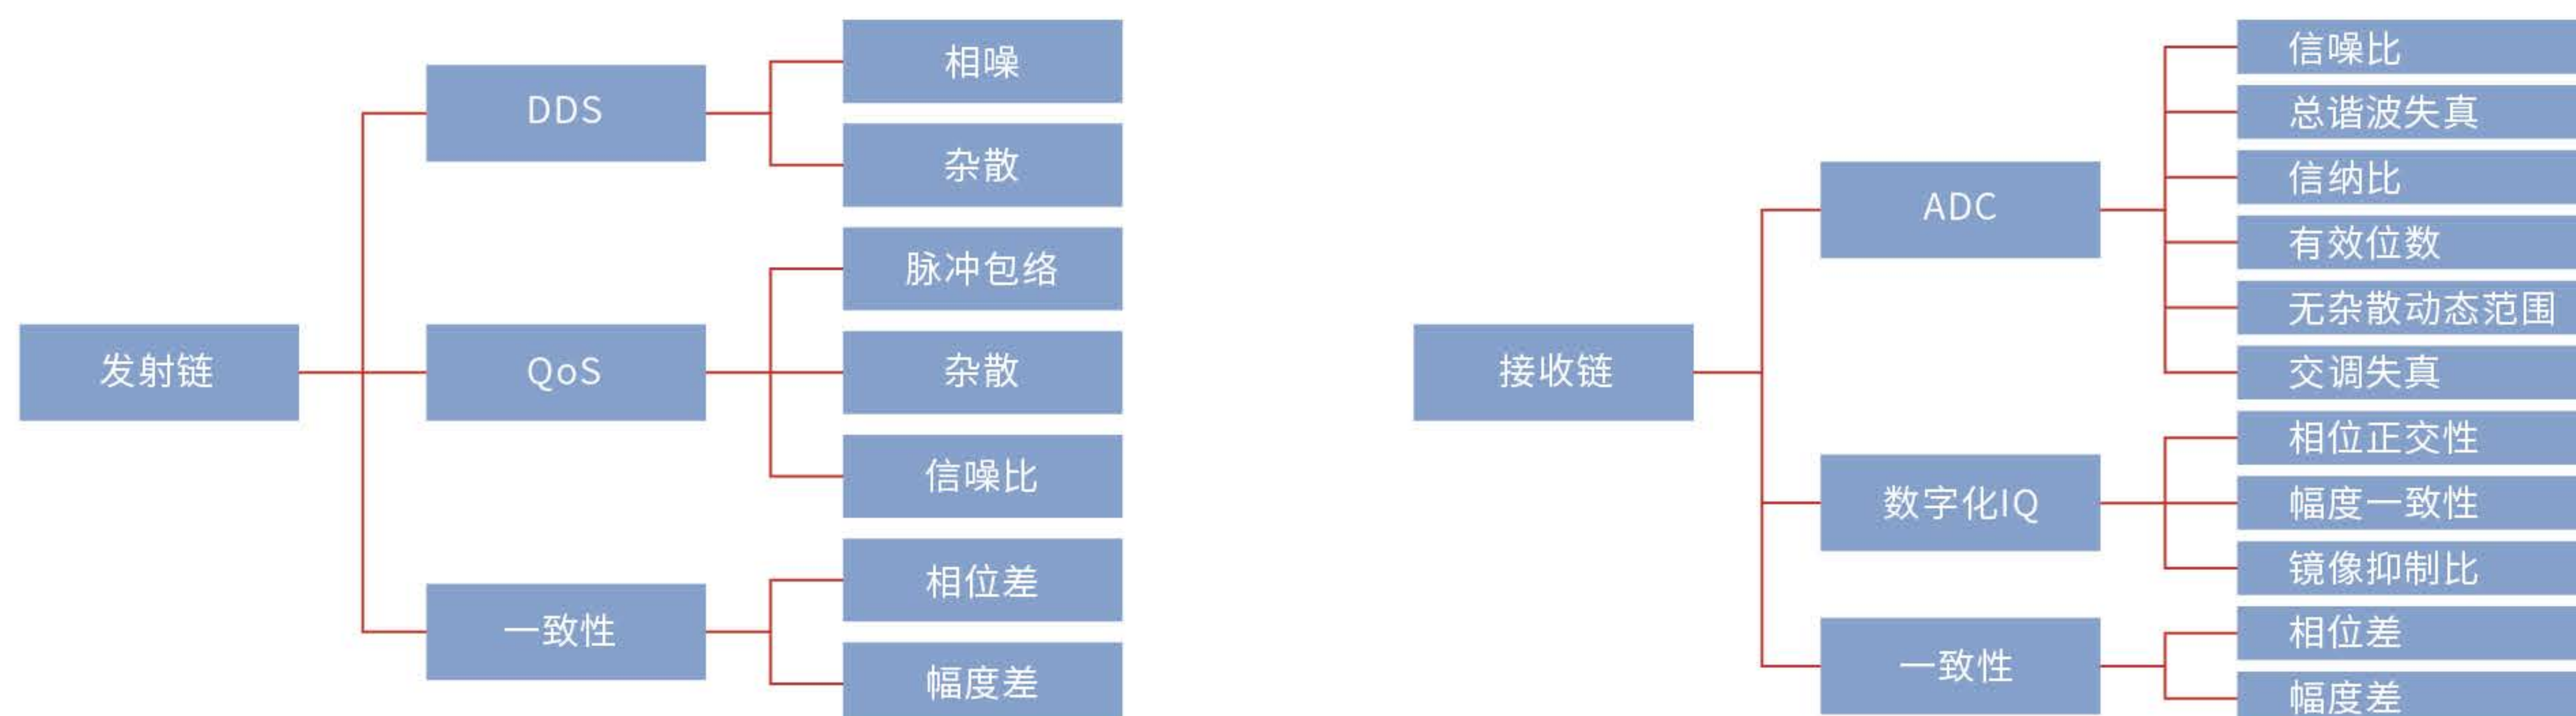 发射链
DDS
相噪
杂散
QoS
脉冲包络
杂散
信噪比
一致性
相位差
幅度差
接收链
ADC
信噪比
总谐波失真
信纳比
有效位数
无杂散动态范围
交调失真
数字化IQ
相位正交性
幅度一致性
镜像抑制比
一致性
相位差
幅度差